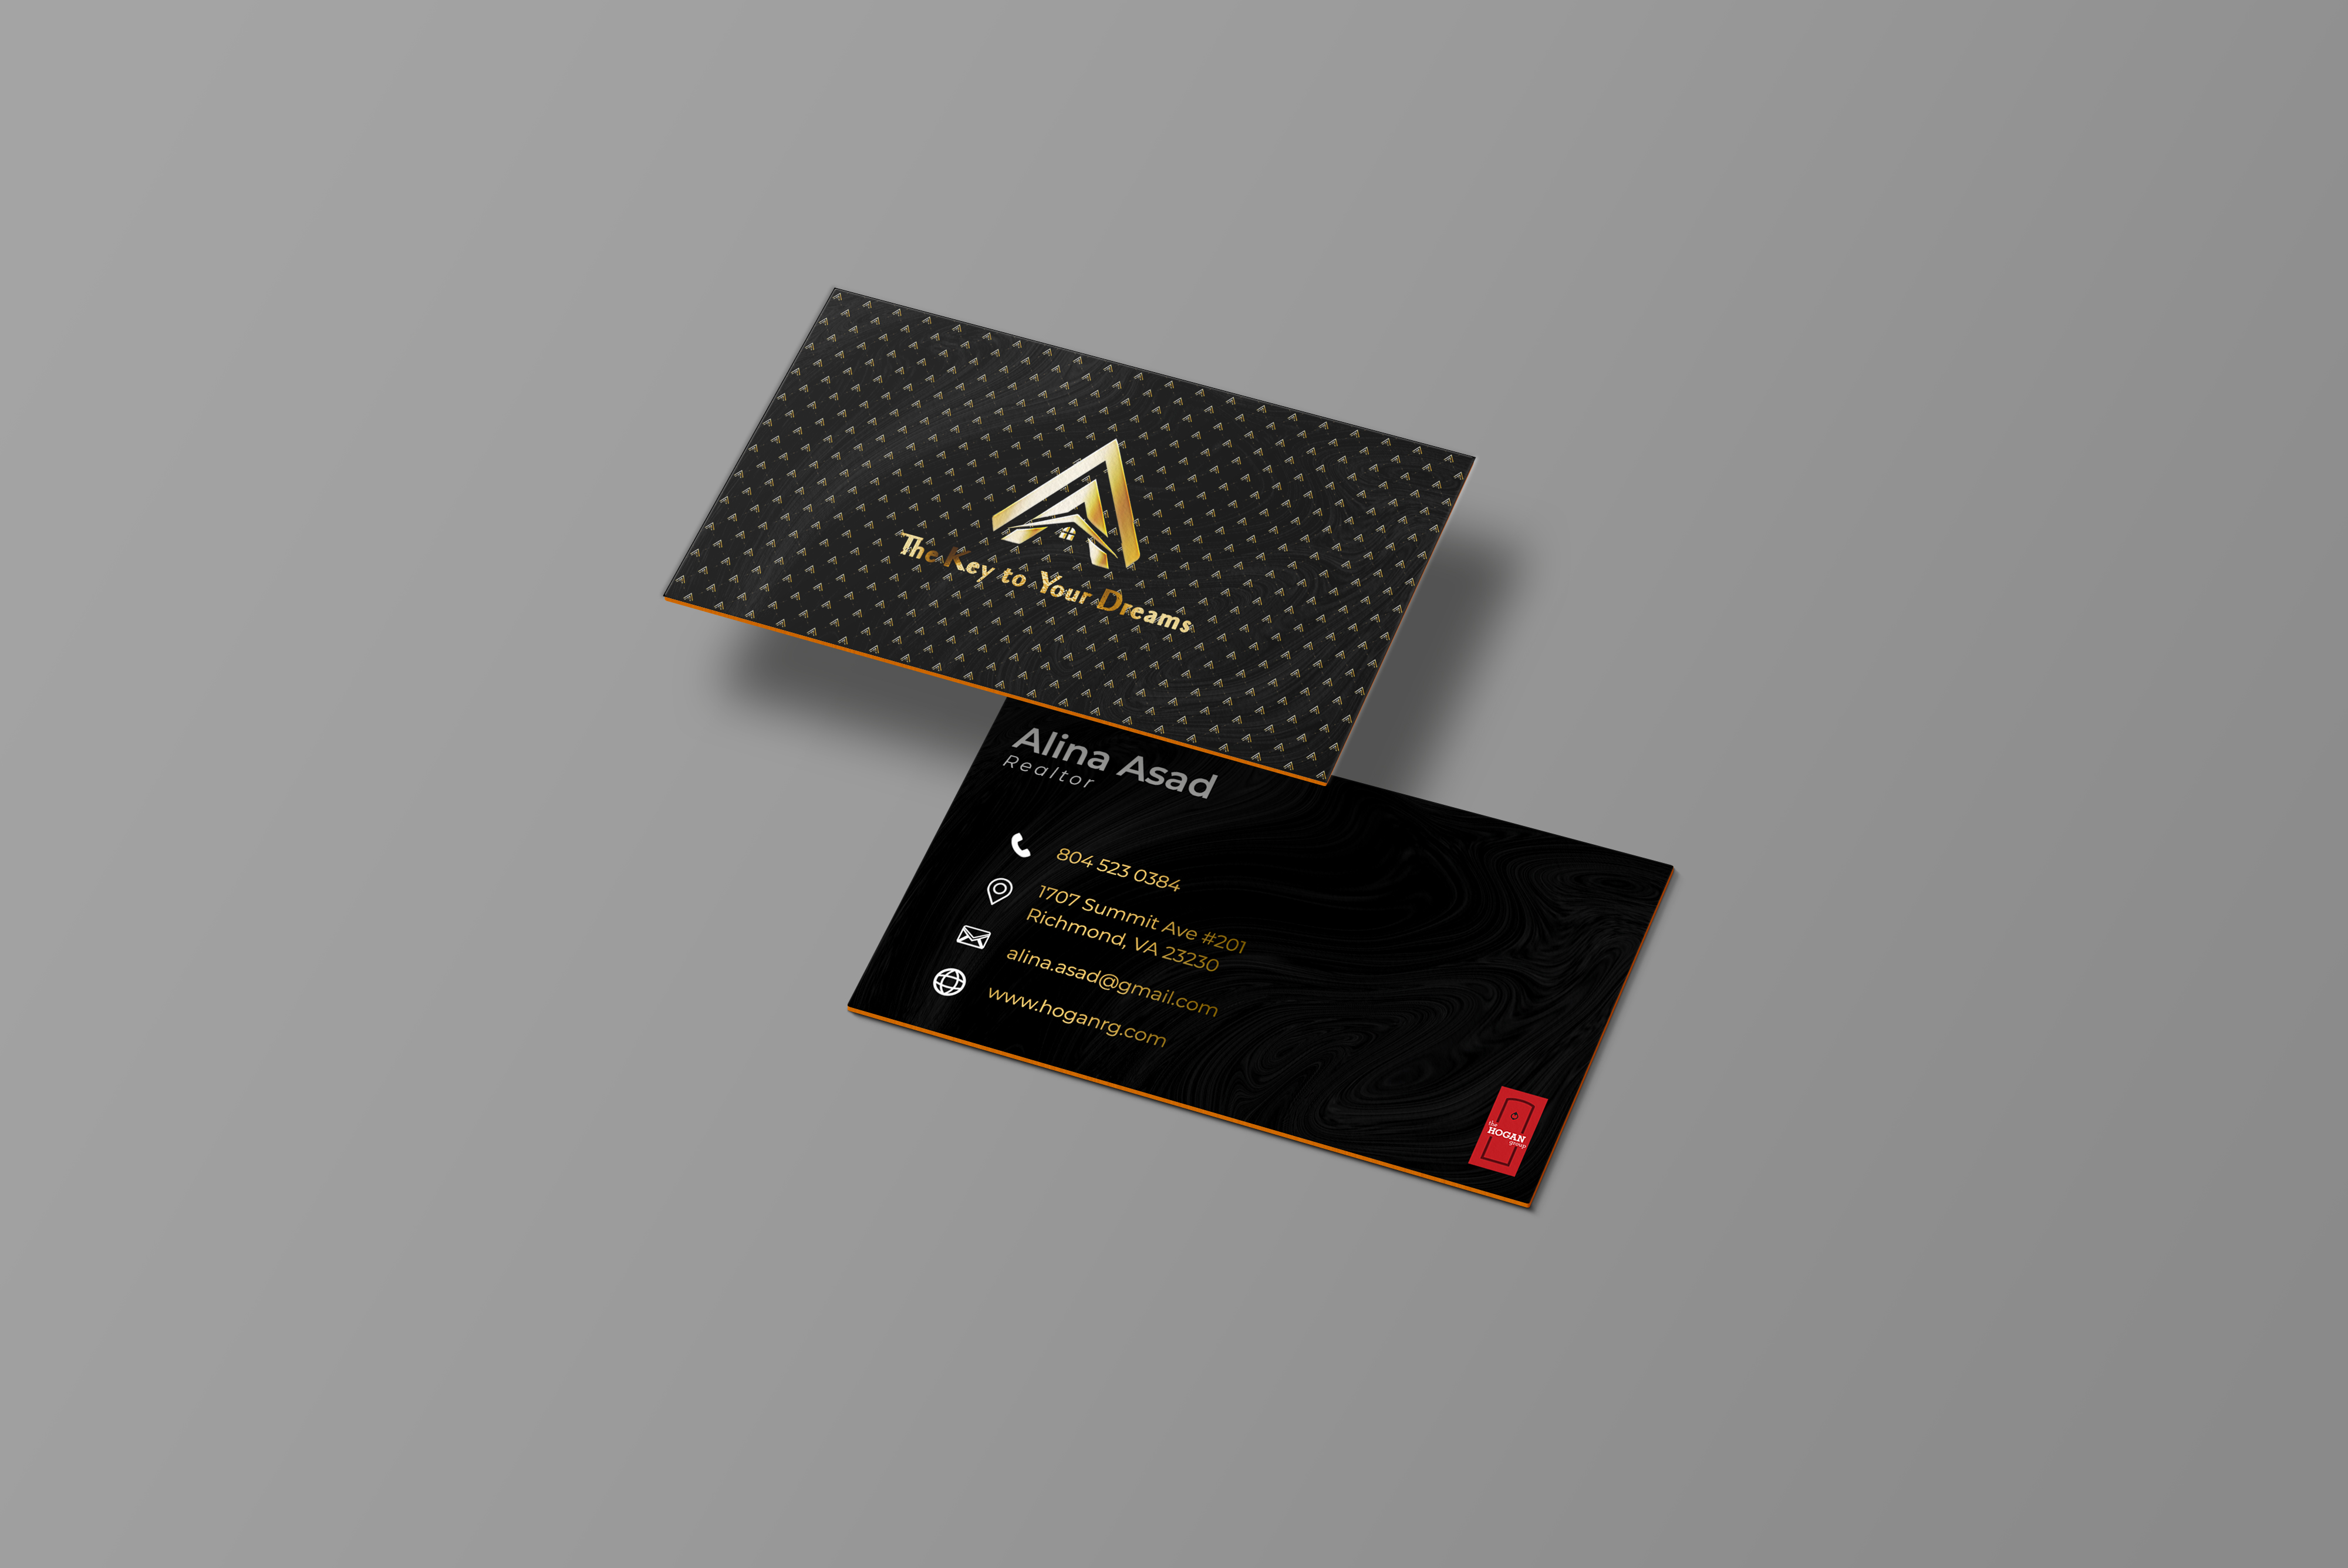 The Key to Your Dreams
Alina Asad
Realtor
804 523 0384
1707 Summit Ave #201
Richmond, VA 23230
alina.asad@gmail.com
www.hoganrg.com
the
HOGAN
group